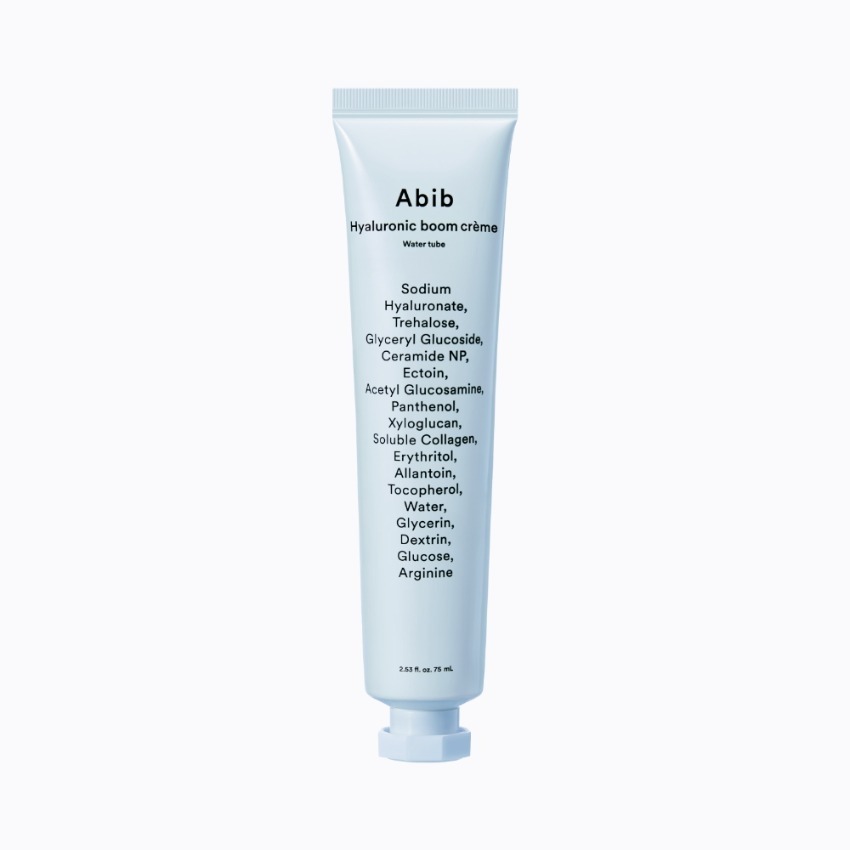 Abib
Hyaluronic boom crème
Water tube
Sodium
Hyaluronate,
Trehalose,
Glyceryl Glucoside,
Ceramide NP,
Ectoin,
Acetyl Glucosamine,
Panthenol,
Xyloglucan,
Soluble Collagen,
Erythritol,
Allantoin,
Tocopherol,
Water,
Glycerin,
Dextrin,
Glucose,
Arginine
2.53 fl. oz. 75 mL